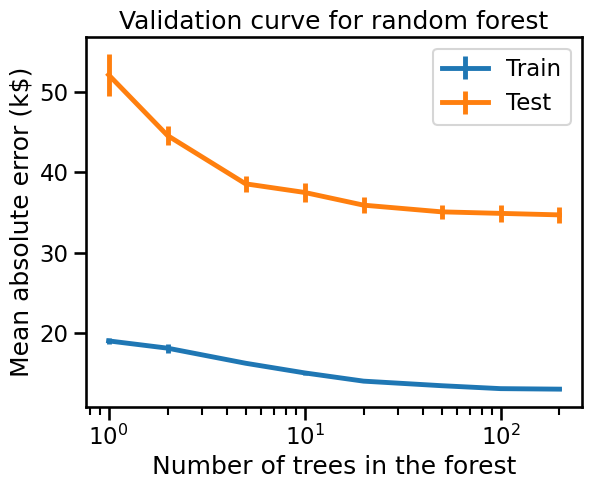 Validation curve for random forest
Train
Test
Mean absolute error (k$)
50
40
30
20
10⁰
10¹
10²
Number of trees in the forest